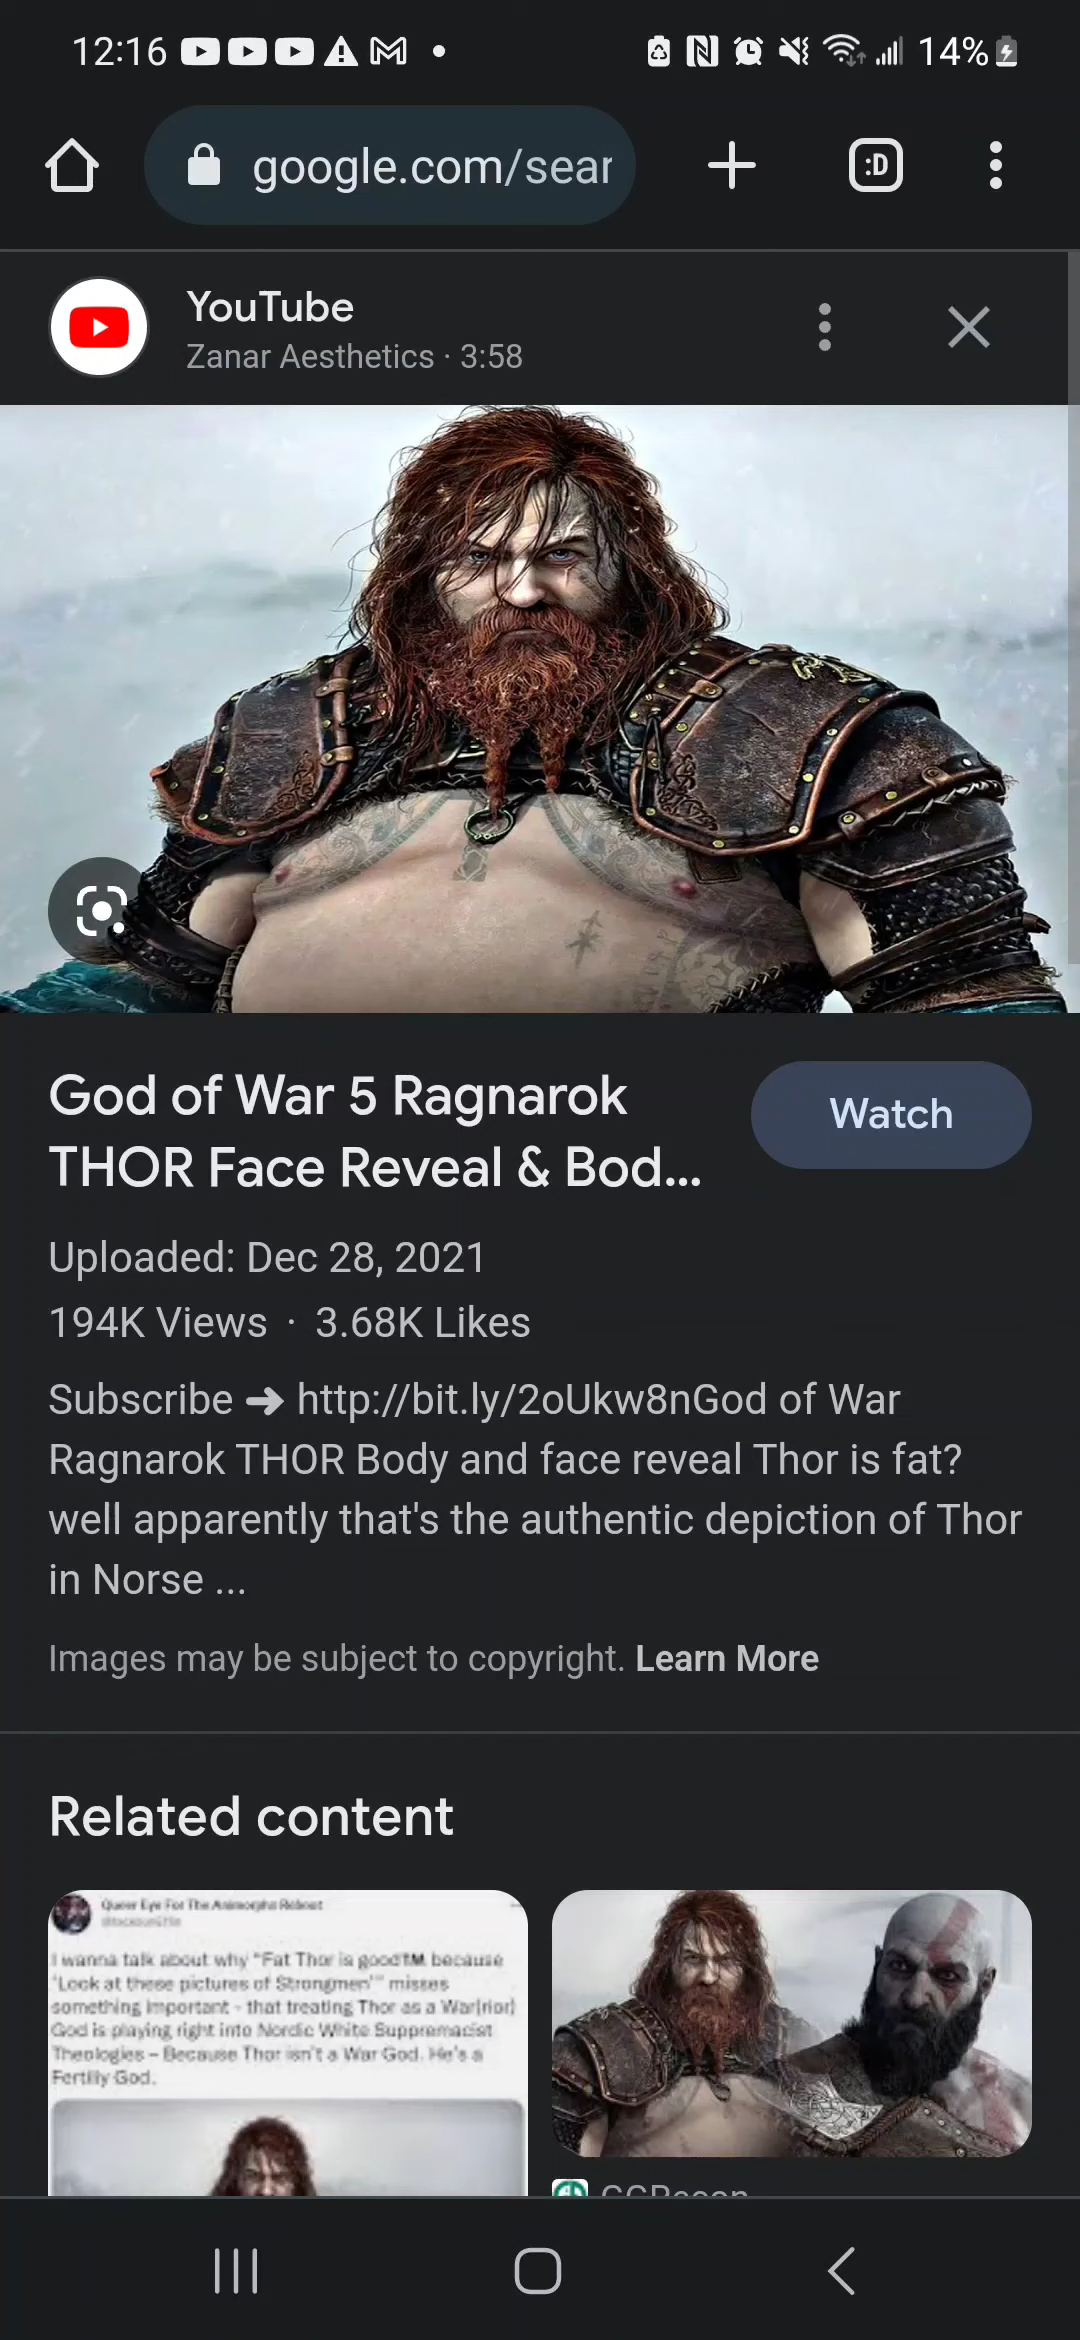 12:16
14%
google.com/sear
:D
YouTube
Zanar Aesthetics · 3:58
God of War 5 Ragnarok
THOR Face Reveal & Bod...
Watch
Uploaded: Dec 28, 2021
194K Views · 3.68K Likes
Subscribe ➜ http://bit.ly/2oUkw8nGod of War
Ragnarok THOR Body and face reveal Thor is fat?
well apparently that's the authentic depiction of Thor
in Norse ...
Images may be subject to copyright. Learn More
Related content
Queer Eye For The Animorphs Reboot
I wanna talk about why "Fat Thor is good™ because
'Look at these pictures of Strongmen'" misses
something important - that treating Thor as a War(rior)
God is playing right into Nordic White Suppremacist
Theologies – Because Thor isn't a War God. He's a
Fertiliy God.
GGRecon